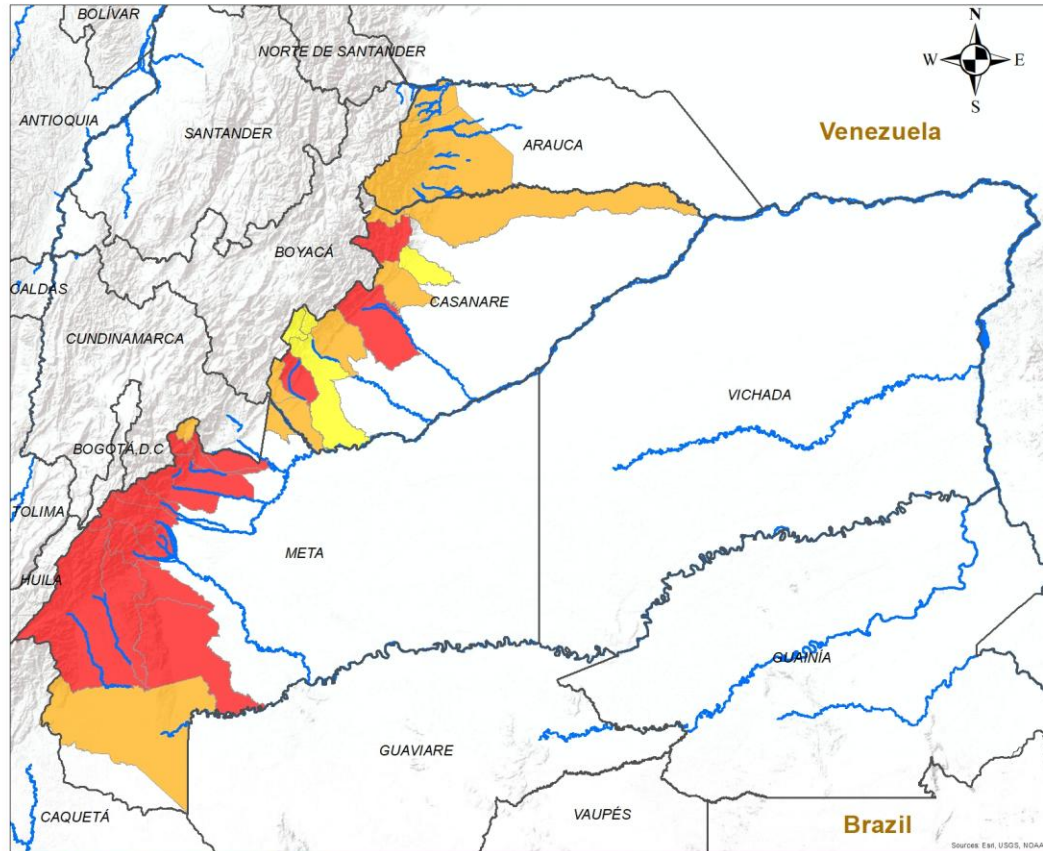 BOLÍVAR
NORTE DE SANTANDER
N
W
E
S
ANTIOQUIA
SANTANDER
ARAUCA
Venezuela
BOYACÁ
CALDAS
CASANARE
CUNDINAMARCA
VICHADA
BOGOTÁ, D.C
TOLIMA
META
HUILA
GUAINÍA
GUAVIARE
CAQUETÁ
VAUPÉS
Brazil
Sources: Esri, USGS, NOAA